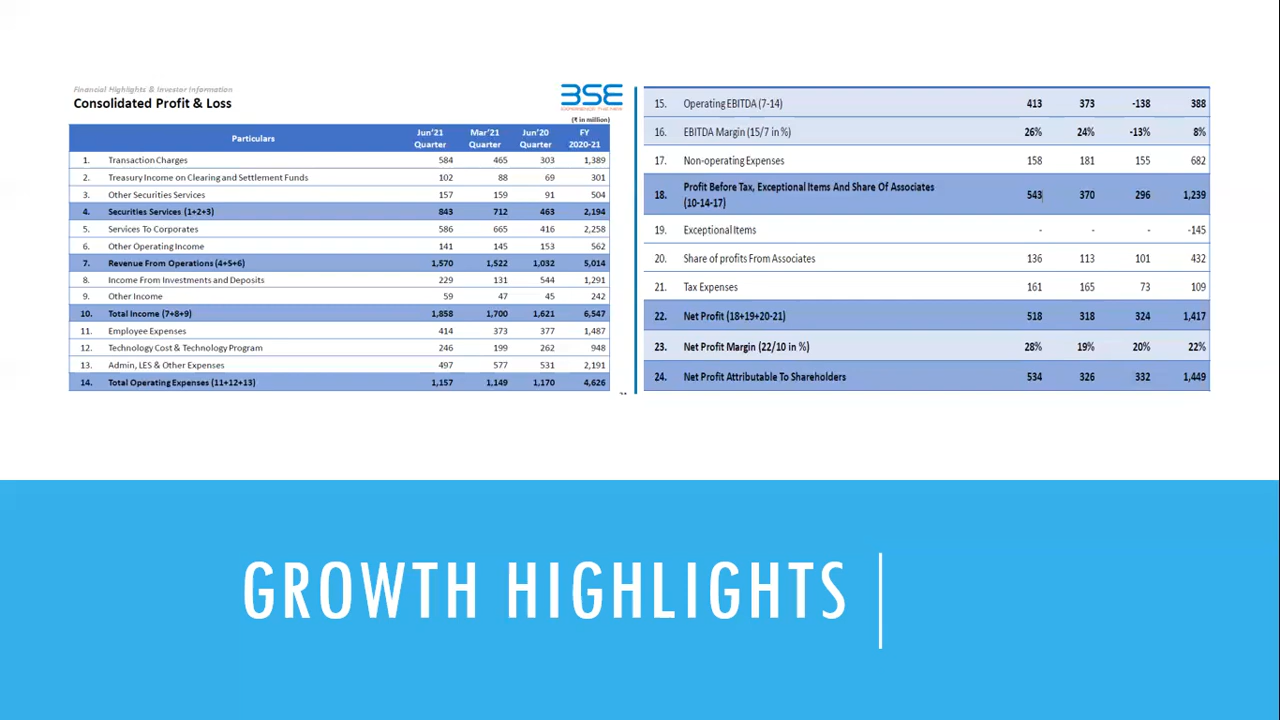 Financial Highlights & Investor Information
Consolidated Profit & Loss
BSE
EXPERIENCE THE NEW
(₹ in million)
Particulars Jun'21 Quarter Mar'21 Quarter Jun'20 Quarter FY 2020-21
1. Transaction Charges 584 465 303 1,389
2. Treasury Income on Clearing and Settlement Funds 102 88 69 301
3. Other Securities Services 157 159 91 504
4. Securities Services (1+2+3) 843 712 463 2,194
5. Services To Corporates 586 665 416 2,258
6. Other Operating Income 141 145 153 562
7. Revenue From Operations (4+5+6) 1,570 1,522 1,032 5,014
8. Income From Investments and Deposits 229 131 544 1,291
9. Other Income 59 47 45 242
10. Total Income (7+8+9) 1,858 1,700 1,621 6,547
11. Employee Expenses 414 373 377 1,487
12. Technology Cost & Technology Program 246 199 262 948
13. Admin, LES & Other Expenses 497 577 531 2,191
14. Total Operating Expenses (11+12+13) 1,157 1,149 1,170 4,626
15. Operating EBITDA (7-14) 413 373 -138 388
16. EBITDA Margin (15/7 in %) 26% 24% -13% 8%
17. Non-operating Expenses 158 181 155 682
18. Profit Before Tax, Exceptional Items And Share Of Associates (10-14-17) 543 370 296 1,239
19. Exceptional Items - - - -145
20. Share of profits From Associates 136 113 101 432
21. Tax Expenses 161 165 73 109
22. Net Profit (18+19+20-21) 518 318 324 1,417
23. Net Profit Margin (22/10 in %) 28% 19% 20% 22%
24. Net Profit Attributable To Shareholders 534 326 332 1,449
GROWTH HIGHLIGHTS